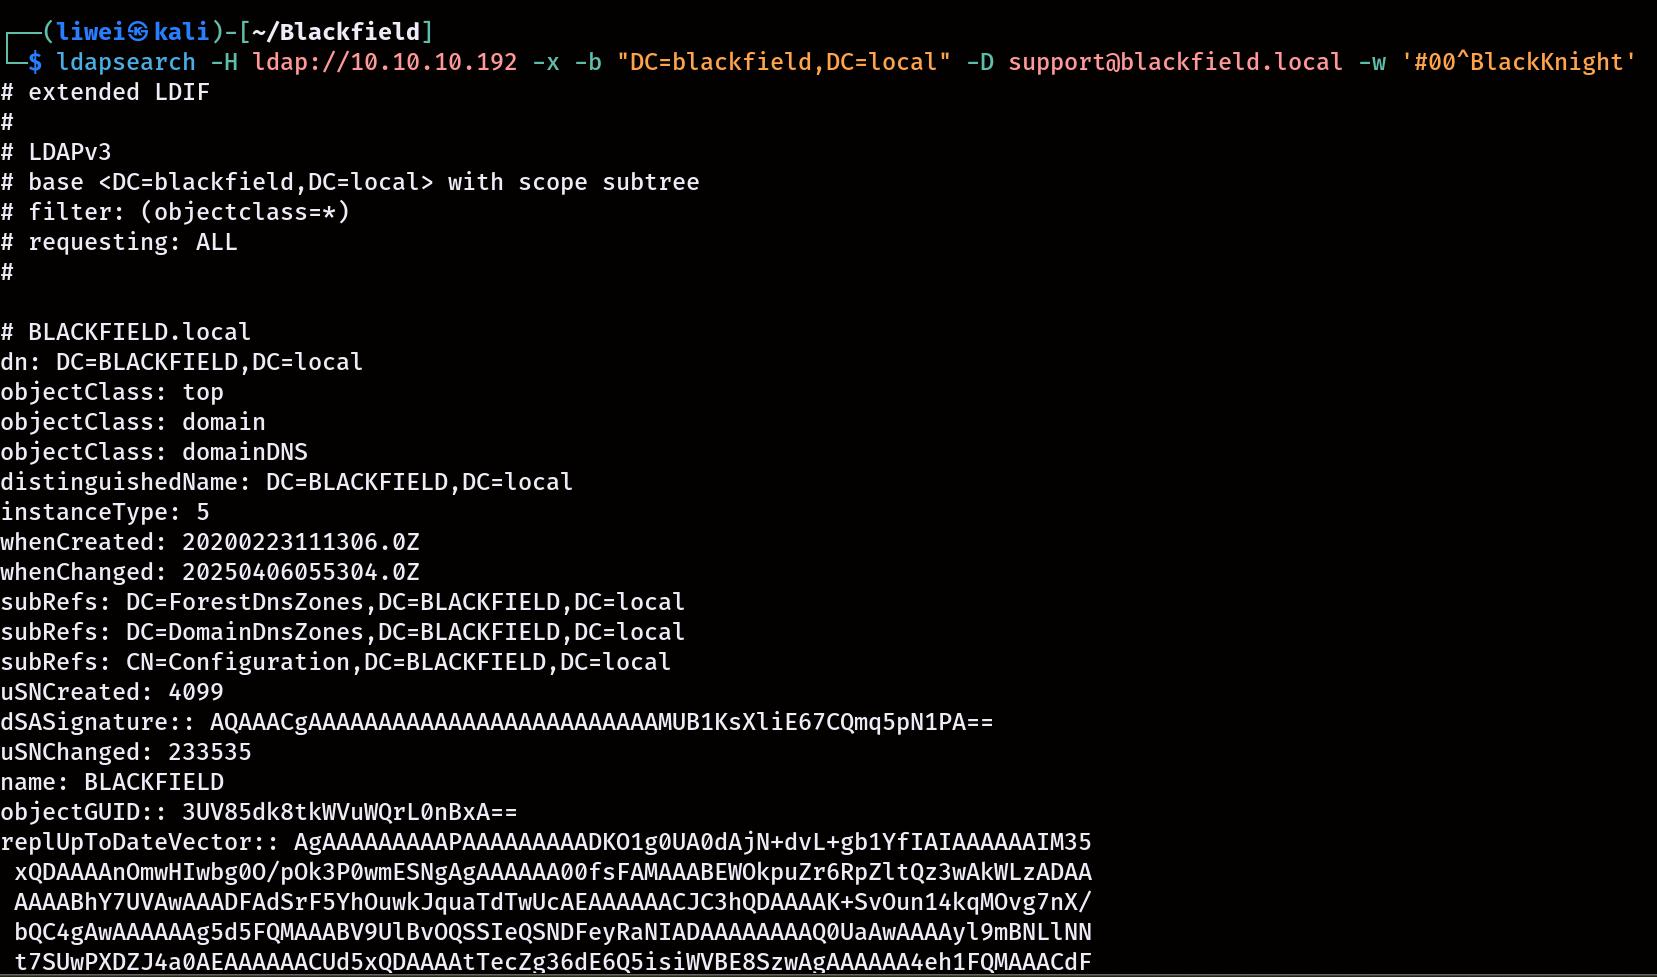 ┌──(liwei㉿kali)-[~/Blackfield]
└─$ ldapsearch -H ldap://10.10.10.192 -x -b "DC=blackfield,DC=local" -D support@blackfield.local -w '#00^BlackKnight'
# extended LDIF
#
# LDAPv3
# base <DC=blackfield,DC=local> with scope subtree
# filter: (objectclass=*)
# requesting: ALL
#

# BLACKFIELD.local
dn: DC=BLACKFIELD,DC=local
objectClass: top
objectClass: domain
objectClass: domainDNS
distinguishedName: DC=BLACKFIELD,DC=local
instanceType: 5
whenCreated: 20200223111306.0Z
whenChanged: 20250406055304.0Z
subRefs: DC=ForestDnsZones,DC=BLACKFIELD,DC=local
subRefs: DC=DomainDnsZones,DC=BLACKFIELD,DC=local
subRefs: CN=Configuration,DC=BLACKFIELD,DC=local
uSNCreated: 4099
dSASignature:: AQAAACgAAAAAAAAAAAAAAAAAAAAAAAAAMUB1KsXliE67CQmq5pN1PA==
uSNChanged: 233535
name: BLACKFIELD
objectGUID:: 3UV85dk8tkWVuWQrL0nBxA==
replUpToDateVector:: AgAAAAAAAAAPAAAAAAAAADKO1g0UA0dAjN+dvL+gb1YfIAIAAAAAAIM35
 xQDAAAAnOmwHIwbg0O/pOk3P0wmESNgAgAAAAAA00fsFAMAAABEWOkpuZr6RpZltQz3wAkWLzADAA
 AAAABhY7UVAwAAADFAdSrF5YhOuwkJquaTdTwUcAEAAAAAACJC3hQDAAAAK+SvOun14kqMOvg7nX/
 bQC4gAwAAAAAAg5d5FQMAAABV9UlBvOQSSIeQSNDFeyRaNIADAAAAAAAAQ0UaAwAAAAyl9mBNLlNN
 t7SUwPXDZJ4a0AEAAAAAACUd5xQDAAAAtTecZg36dE6Q5isiWVBE8SzwAgAAAAAA4eh1FQMAAACdF